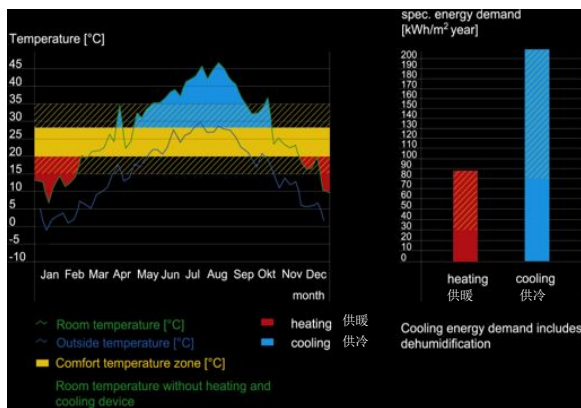 Temperature [°C]
45
40
35
30
25
20
15
10
5
0
-5
-10
Jan Feb Mar Apr May Jun Jul Aug Sep Okt Nov Dec
month
Room temperature [°C]
Outside temperature [°C]
Comfort temperature zone [°C]
Room temperature without heating and
cooling device
heating 供暖
cooling 供冷
spec. energy demand
[kWh/m² year]
200
190
180
170
160
150
140
130
120
110
100
90
80
70
60
50
40
30
20
10
0
heating cooling
供暖 供冷
Cooling energy demand includes
dehumidification